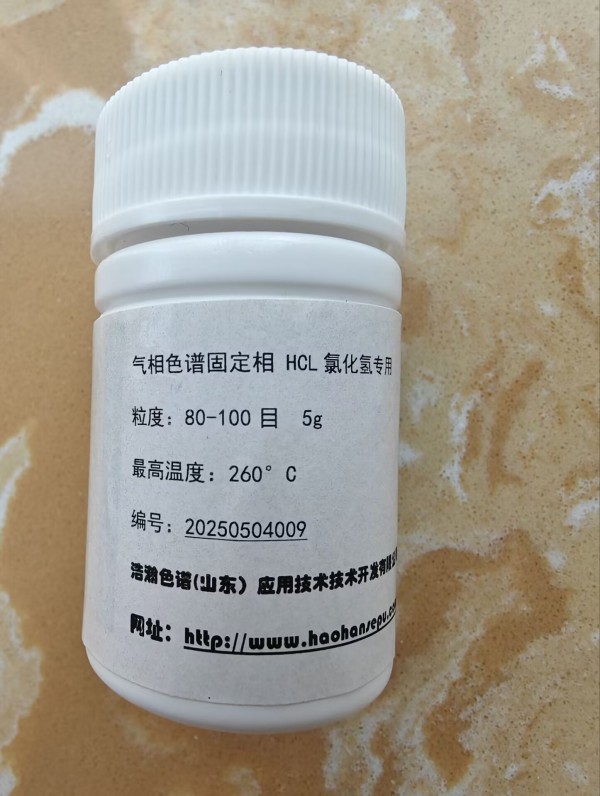 气相色谱固定相 HCL 氯化氢专用
粒度：80-100 目 5g
最高温度：260° C
编号：20250504009
浩瀚色谱(山东）应用技术技术开发有限
网址：http://www.haohansepu.co